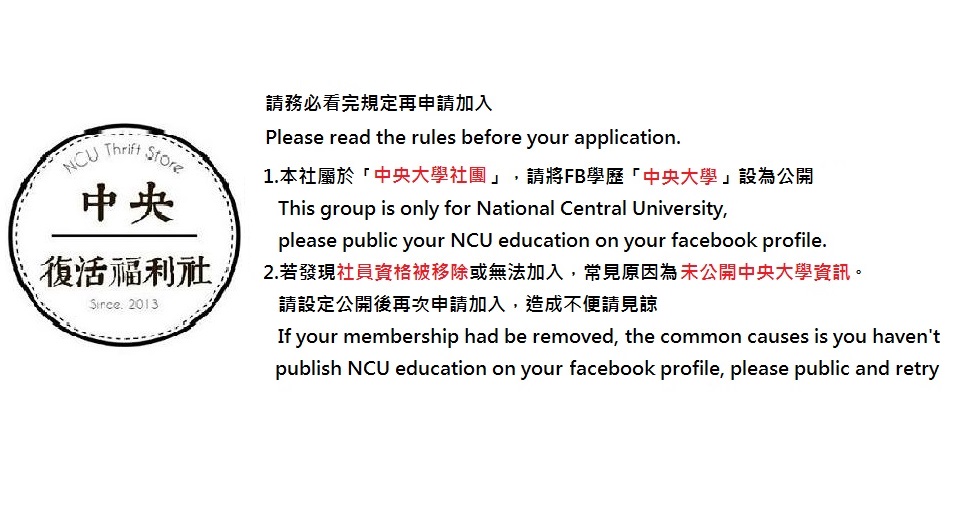 NCU Thrift Store
中央
復活福利社
Since. 2013
請務必看完規定再申請加入
Please read the rules before your application.
1.本社屬於「中央大學社團」，請將FB學歷「中央大學」設為公開
This group is only for National Central University,
please public your NCU education on your facebook profile.
2.若發現社員資格被移除或無法加入，常見原因為未公開中央大學資訊。
請設定公開後再次申請加入，造成不便請見諒
If your membership had be removed, the common causes is you haven't
publish NCU education on your facebook profile, please public and retry